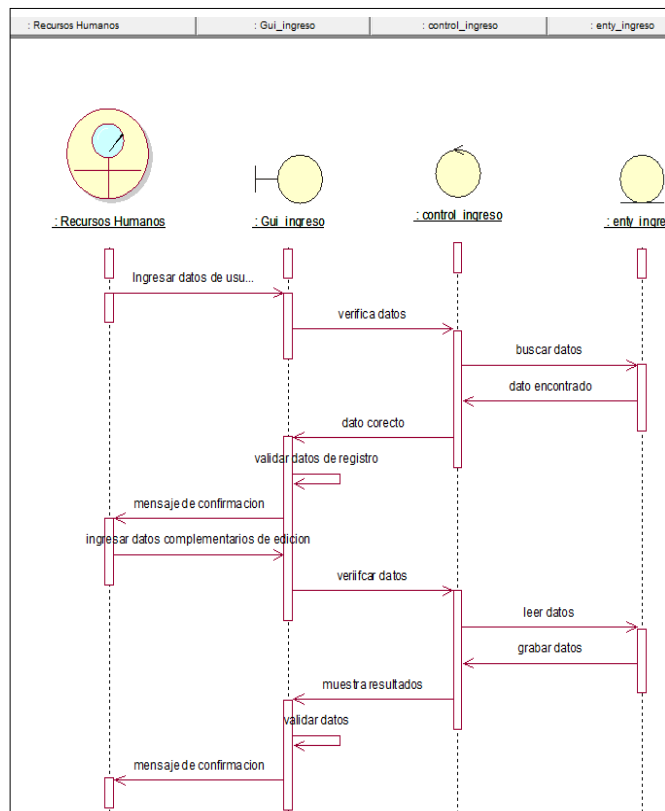 : Recursos Humanos
: Gui_ingreso
: control_ingreso
: enty_ingreso
: Recursos Humanos
: Gui_ingreso
: control_ingreso
: enty_ingre
Ingresar datos de usu...
verifica datos
buscar datos
dato encontrado
dato corecto
validar datos de registro
mensaje de confirmacion
ingresar datos complementarios de edicion
veriifcar datos
leer datos
grabar datos
muestra resultados
validar datos
mensaje de confirmacion